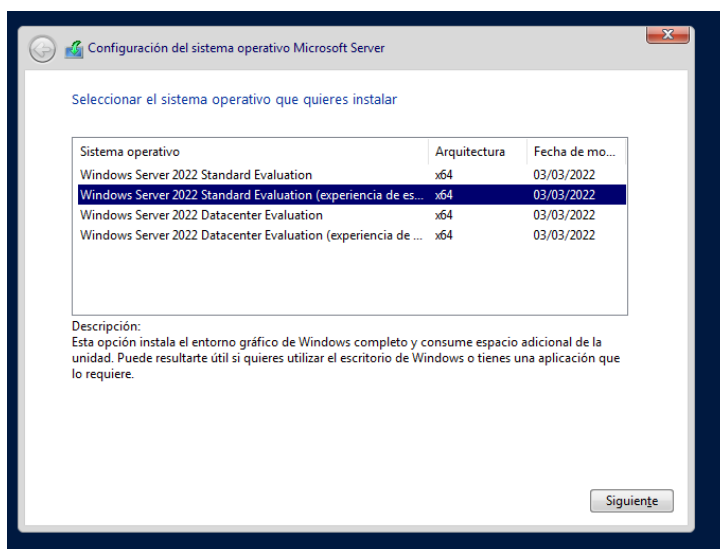 Configuración del sistema operativo Microsoft Server
Seleccionar el sistema operativo que quieres instalar
Sistema operativo Arquitectura Fecha de mo...
Windows Server 2022 Standard Evaluation x64 03/03/2022
Windows Server 2022 Standard Evaluation (experiencia de es... x64 03/03/2022
Windows Server 2022 Datacenter Evaluation x64 03/03/2022
Windows Server 2022 Datacenter Evaluation (experiencia de ... x64 03/03/2022
Descripción:
Esta opción instala el entorno gráfico de Windows completo y consume espacio adicional de la
unidad. Puede resultarte útil si quieres utilizar el escritorio de Windows o tienes una aplicación que
lo requiere.
Siguiente